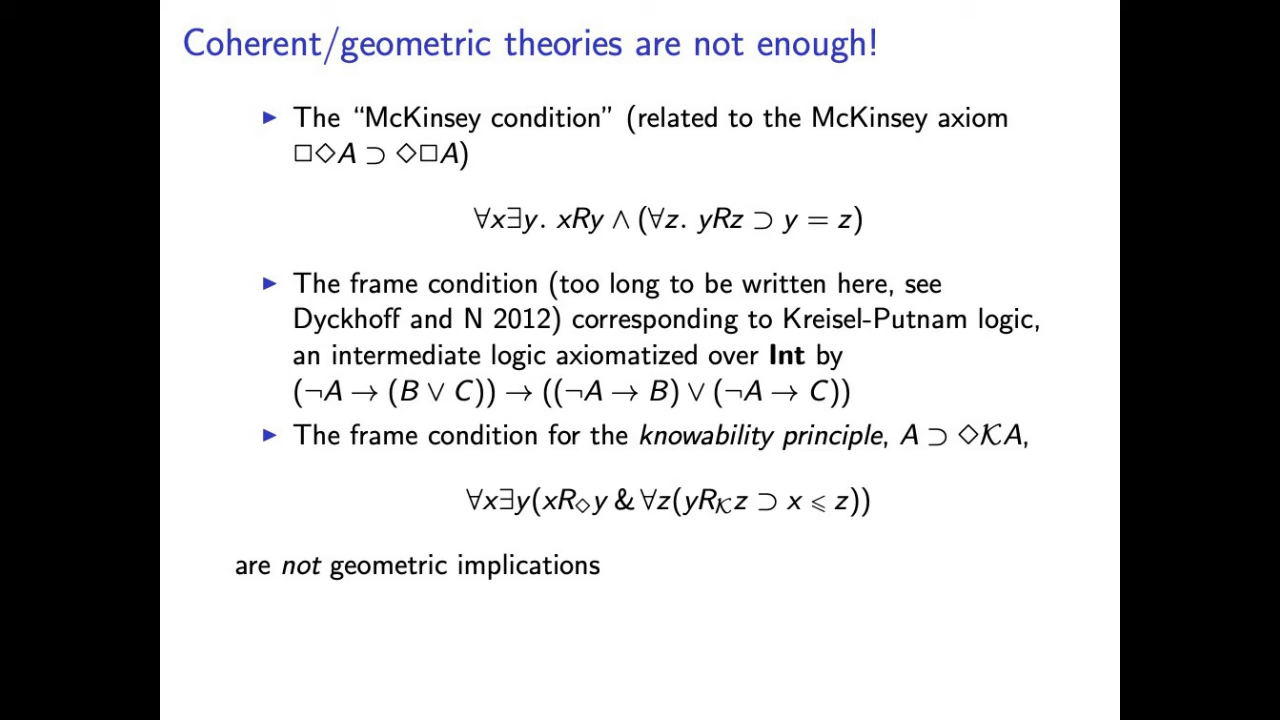 Coherent/geometric theories are not enough!
▶ The “McKinsey condition” (related to the McKinsey axiom
□◇A ⊃ ◇□A)
∀x∃y. xRy ∧ (∀z. yRz ⊃ y = z)
▶ The frame condition (too long to be written here, see
Dyckhoff and N 2012) corresponding to Kreisel-Putnam logic,
an intermediate logic axiomatized over Int by
(¬A → (B ∨ C)) → ((¬A → B) ∨ (¬A → C))
▶ The frame condition for the knowability principle, A ⊃ ◇𝒦A,
∀x∃y(xR◇y & ∀z(yR𝒦z ⊃ x ⩽ z))
are not geometric implications